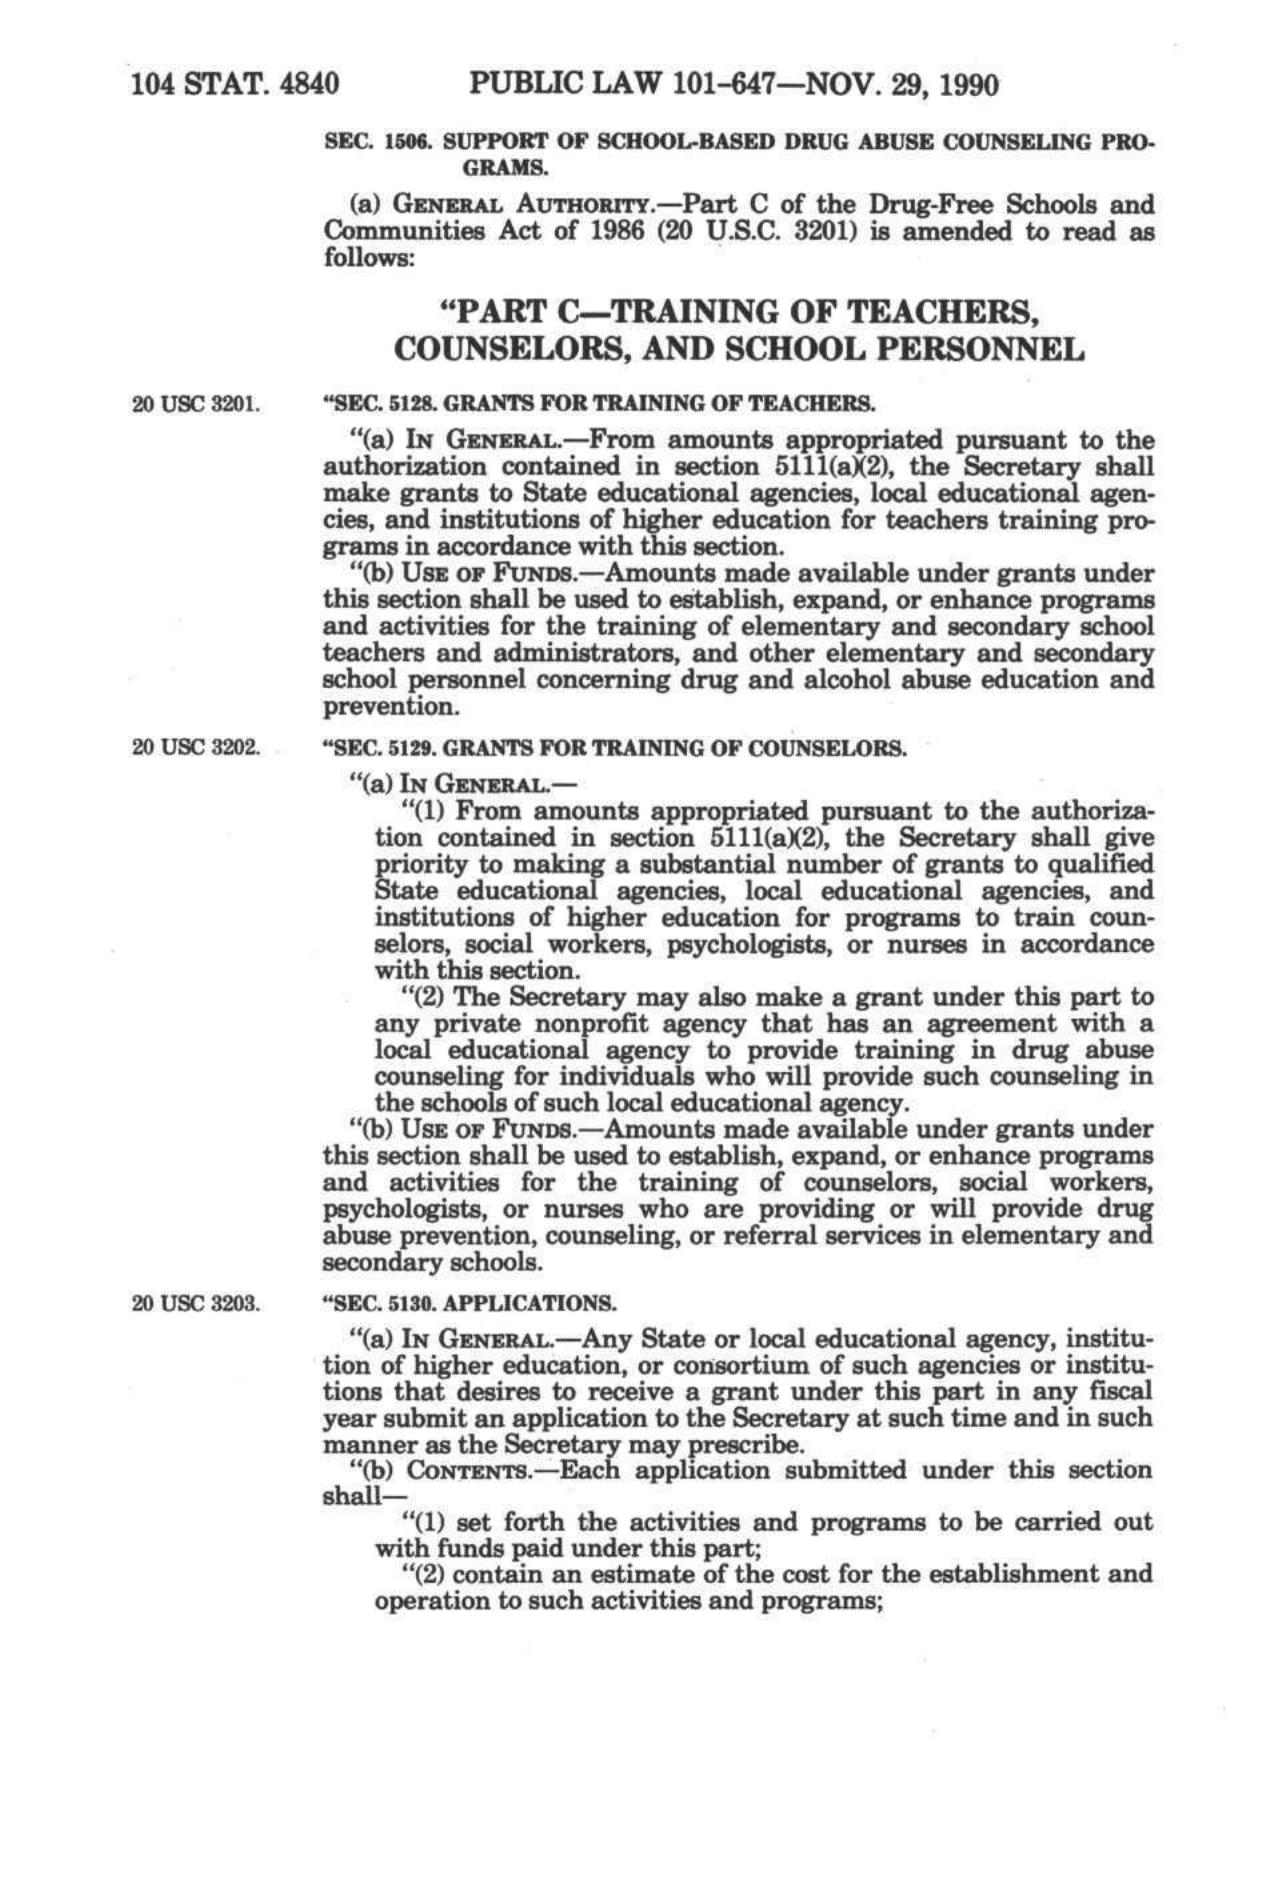 104 STAT. 4840 PUBLIC LAW 101-647—NOV. 29, 1990
SEC. 1506. SUPPORT OF SCHOOL-BASED DRUG ABUSE COUNSELING PRO-
GRAMS.
(a) GENERAL AUTHORITY.—Part C of the Drug-Free Schools and
Communities Act of 1986 (20 U.S.C. 3201) is amended to read as
follows:
“PART C—TRAINING OF TEACHERS,
COUNSELORS, AND SCHOOL PERSONNEL
20 USC 3201. “SEC. 5128. GRANTS FOR TRAINING OF TEACHERS.
“(a) IN GENERAL.—From amounts appropriated pursuant to the
authorization contained in section 5111(a)(2), the Secretary shall
make grants to State educational agencies, local educational agen-
cies, and institutions of higher education for teachers training pro-
grams in accordance with this section.
“(b) USE OF FUNDS.—Amounts made available under grants under
this section shall be used to establish, expand, or enhance programs
and activities for the training of elementary and secondary school
teachers and administrators, and other elementary and secondary
school personnel concerning drug and alcohol abuse education and
prevention.
20 USC 3202. “SEC. 5129. GRANTS FOR TRAINING OF COUNSELORS.
“(a) IN GENERAL.—
“(1) From amounts appropriated pursuant to the authoriza-
tion contained in section 5111(a)(2), the Secretary shall give
priority to making a substantial number of grants to qualified
State educational agencies, local educational agencies, and
institutions of higher education for programs to train coun-
selors, social workers, psychologists, or nurses in accordance
with this section.
“(2) The Secretary may also make a grant under this part to
any private nonprofit agency that has an agreement with a
local educational agency to provide training in drug abuse
counseling for individuals who will provide such counseling in
the schools of such local educational agency.
“(b) USE OF FUNDS.—Amounts made available under grants under
this section shall be used to establish, expand, or enhance programs
and activities for the training of counselors, social workers,
psychologists, or nurses who are providing or will provide drug
abuse prevention, counseling, or referral services in elementary and
secondary schools.
20 USC 3203. “SEC. 5130. APPLICATIONS.
“(a) IN GENERAL.—Any State or local educational agency, institu-
tion of higher education, or consortium of such agencies or institu-
tions that desires to receive a grant under this part in any fiscal
year submit an application to the Secretary at such time and in such
manner as the Secretary may prescribe.
“(b) CONTENTS.—Each application submitted under this section
shall—
“(1) set forth the activities and programs to be carried out
with funds paid under this part;
“(2) contain an estimate of the cost for the establishment and
operation to such activities and programs;